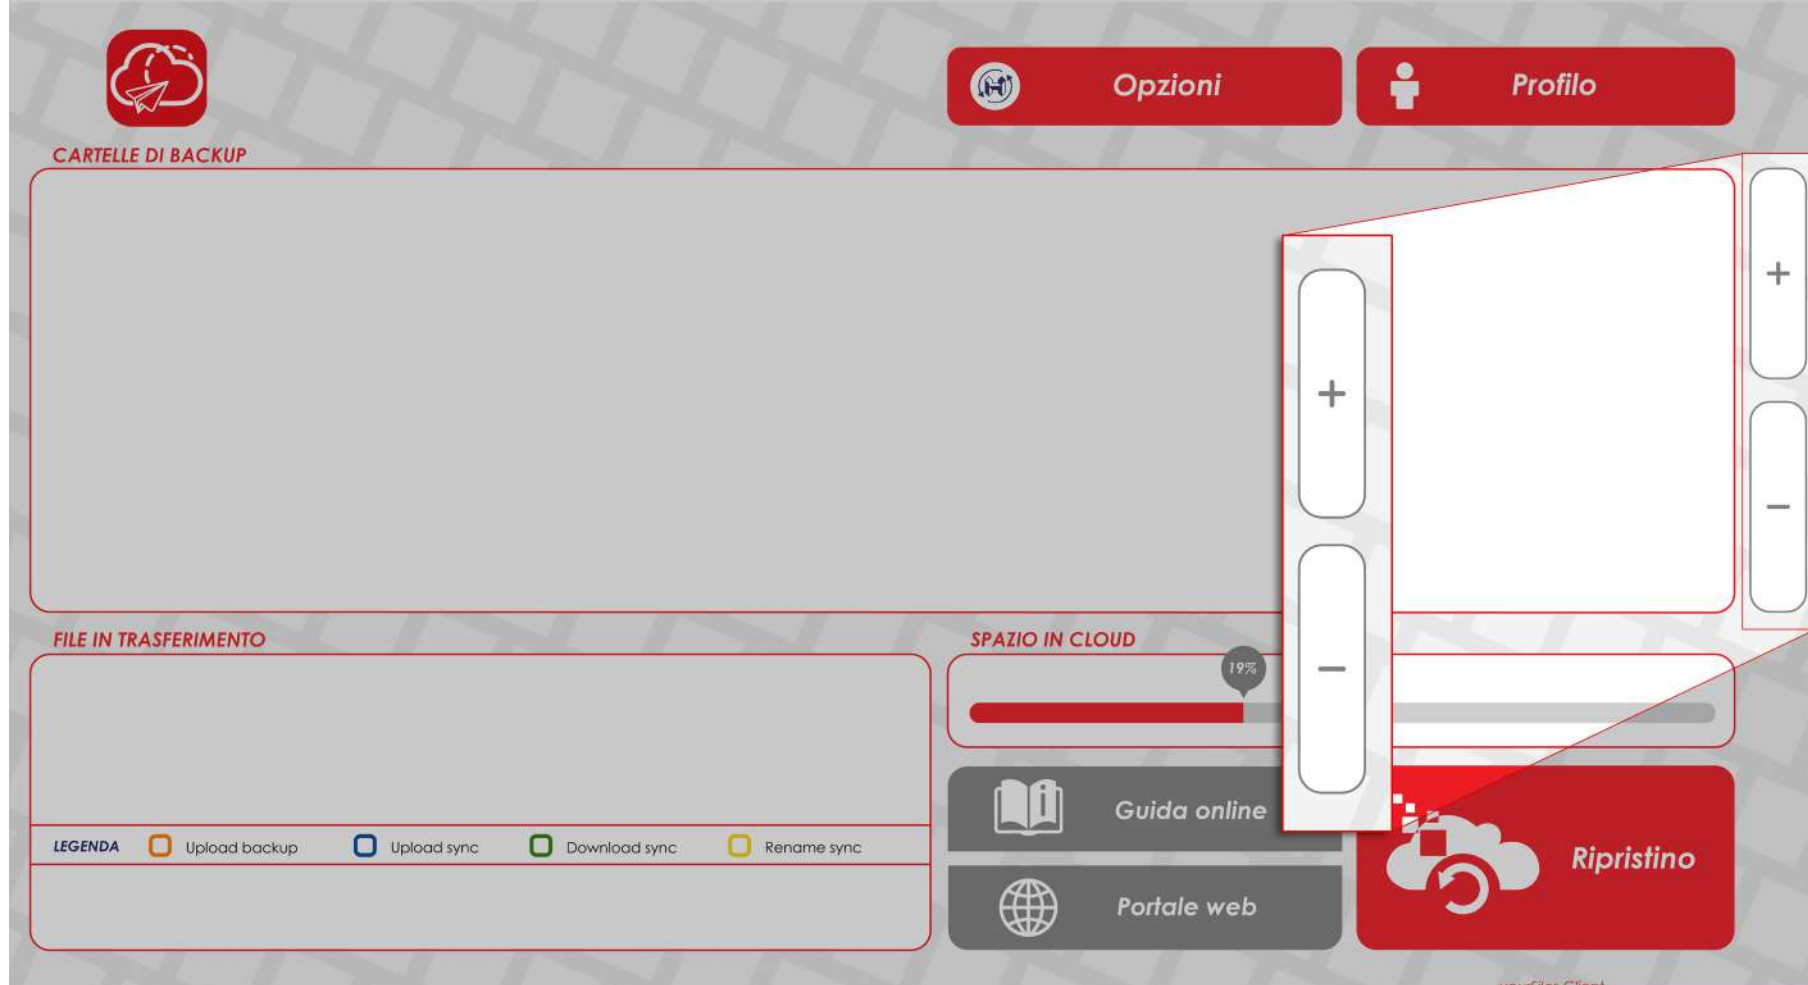 Opzioni
Profilo
CARTELLE DI BACKUP
+
+
−
−
FILE IN TRASFERIMENTO
SPAZIO IN CLOUD
19%
LEGENDA Upload backup Upload sync Download sync Rename sync
Guida online
Ripristino
Portale web